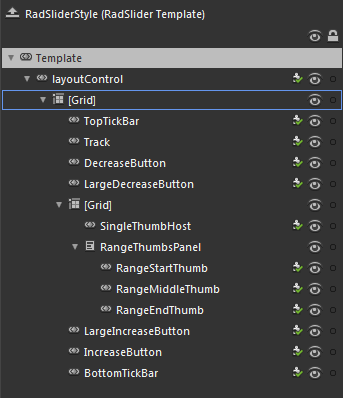 RadSliderStyle (RadSlider Template)
Template
layoutControl
[Grid]
TopTickBar
Track
DecreaseButton
LargeDecreaseButton
[Grid]
SingleThumbHost
RangeThumbsPanel
RangeStartThumb
RangeMiddleThumb
RangeEndThumb
LargeIncreaseButton
IncreaseButton
BottomTickBar